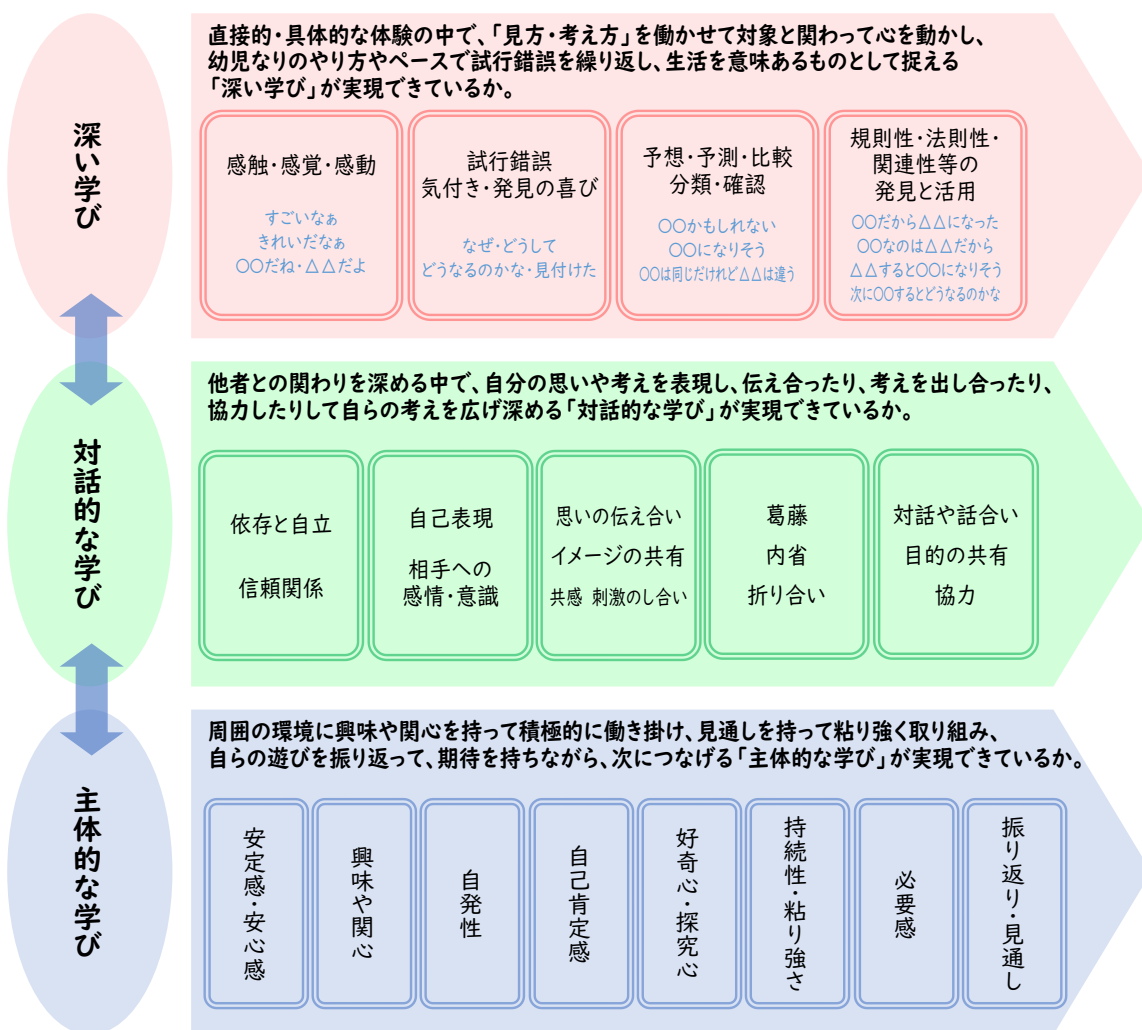 深い学び
直接的・具体的な体験の中で、「見方・考え方」を働かせて対象と関わって心を動かし、
幼児なりのやり方やペースで試行錯誤を繰り返し、生活を意味あるものとして捉える
「深い学び」が実現できているか。
感触・感覚・感動
すごいなぁ
きれいだなぁ
○○だね・△△だよ
試行錯誤
気付き・発見の喜び
なぜ・どうして
どうなるのかな・見付けた
予想・予測・比較
分類・確認
○○かもしれない
○○になりそう
○○は同じだけれど△△は違う
規則性・法則性・
関連性等の
発見と活用
○○だから△△になった
○○なのは△△だから
△△すると○○になりそう
次に○○するとどうなるのかな
対話的な学び
他者との関わりを深める中で、自分の思いや考えを表現し、伝え合ったり、考えを出し合ったり、
協力したりして自らの考えを広げ深める「対話的な学び」が実現できているか。
依存と自立
信頼関係
自己表現
相手への
感情・意識
思いの伝え合い
イメージの共有
共感 刺激のし合い
葛藤
内省
折り合い
対話や話合い
目的の共有
協力
主体的な学び
周囲の環境に興味や関心を持って積極的に働き掛け、見通しを持って粘り強く取り組み、
自らの遊びを振り返って、期待を持ちながら、次につなげる「主体的な学び」が実現できているか。
安定感・安心感
興味や関心
自発性
自己肯定感
好奇心・探究心
持続性・粘り強さ
必要感
振り返り・見通し